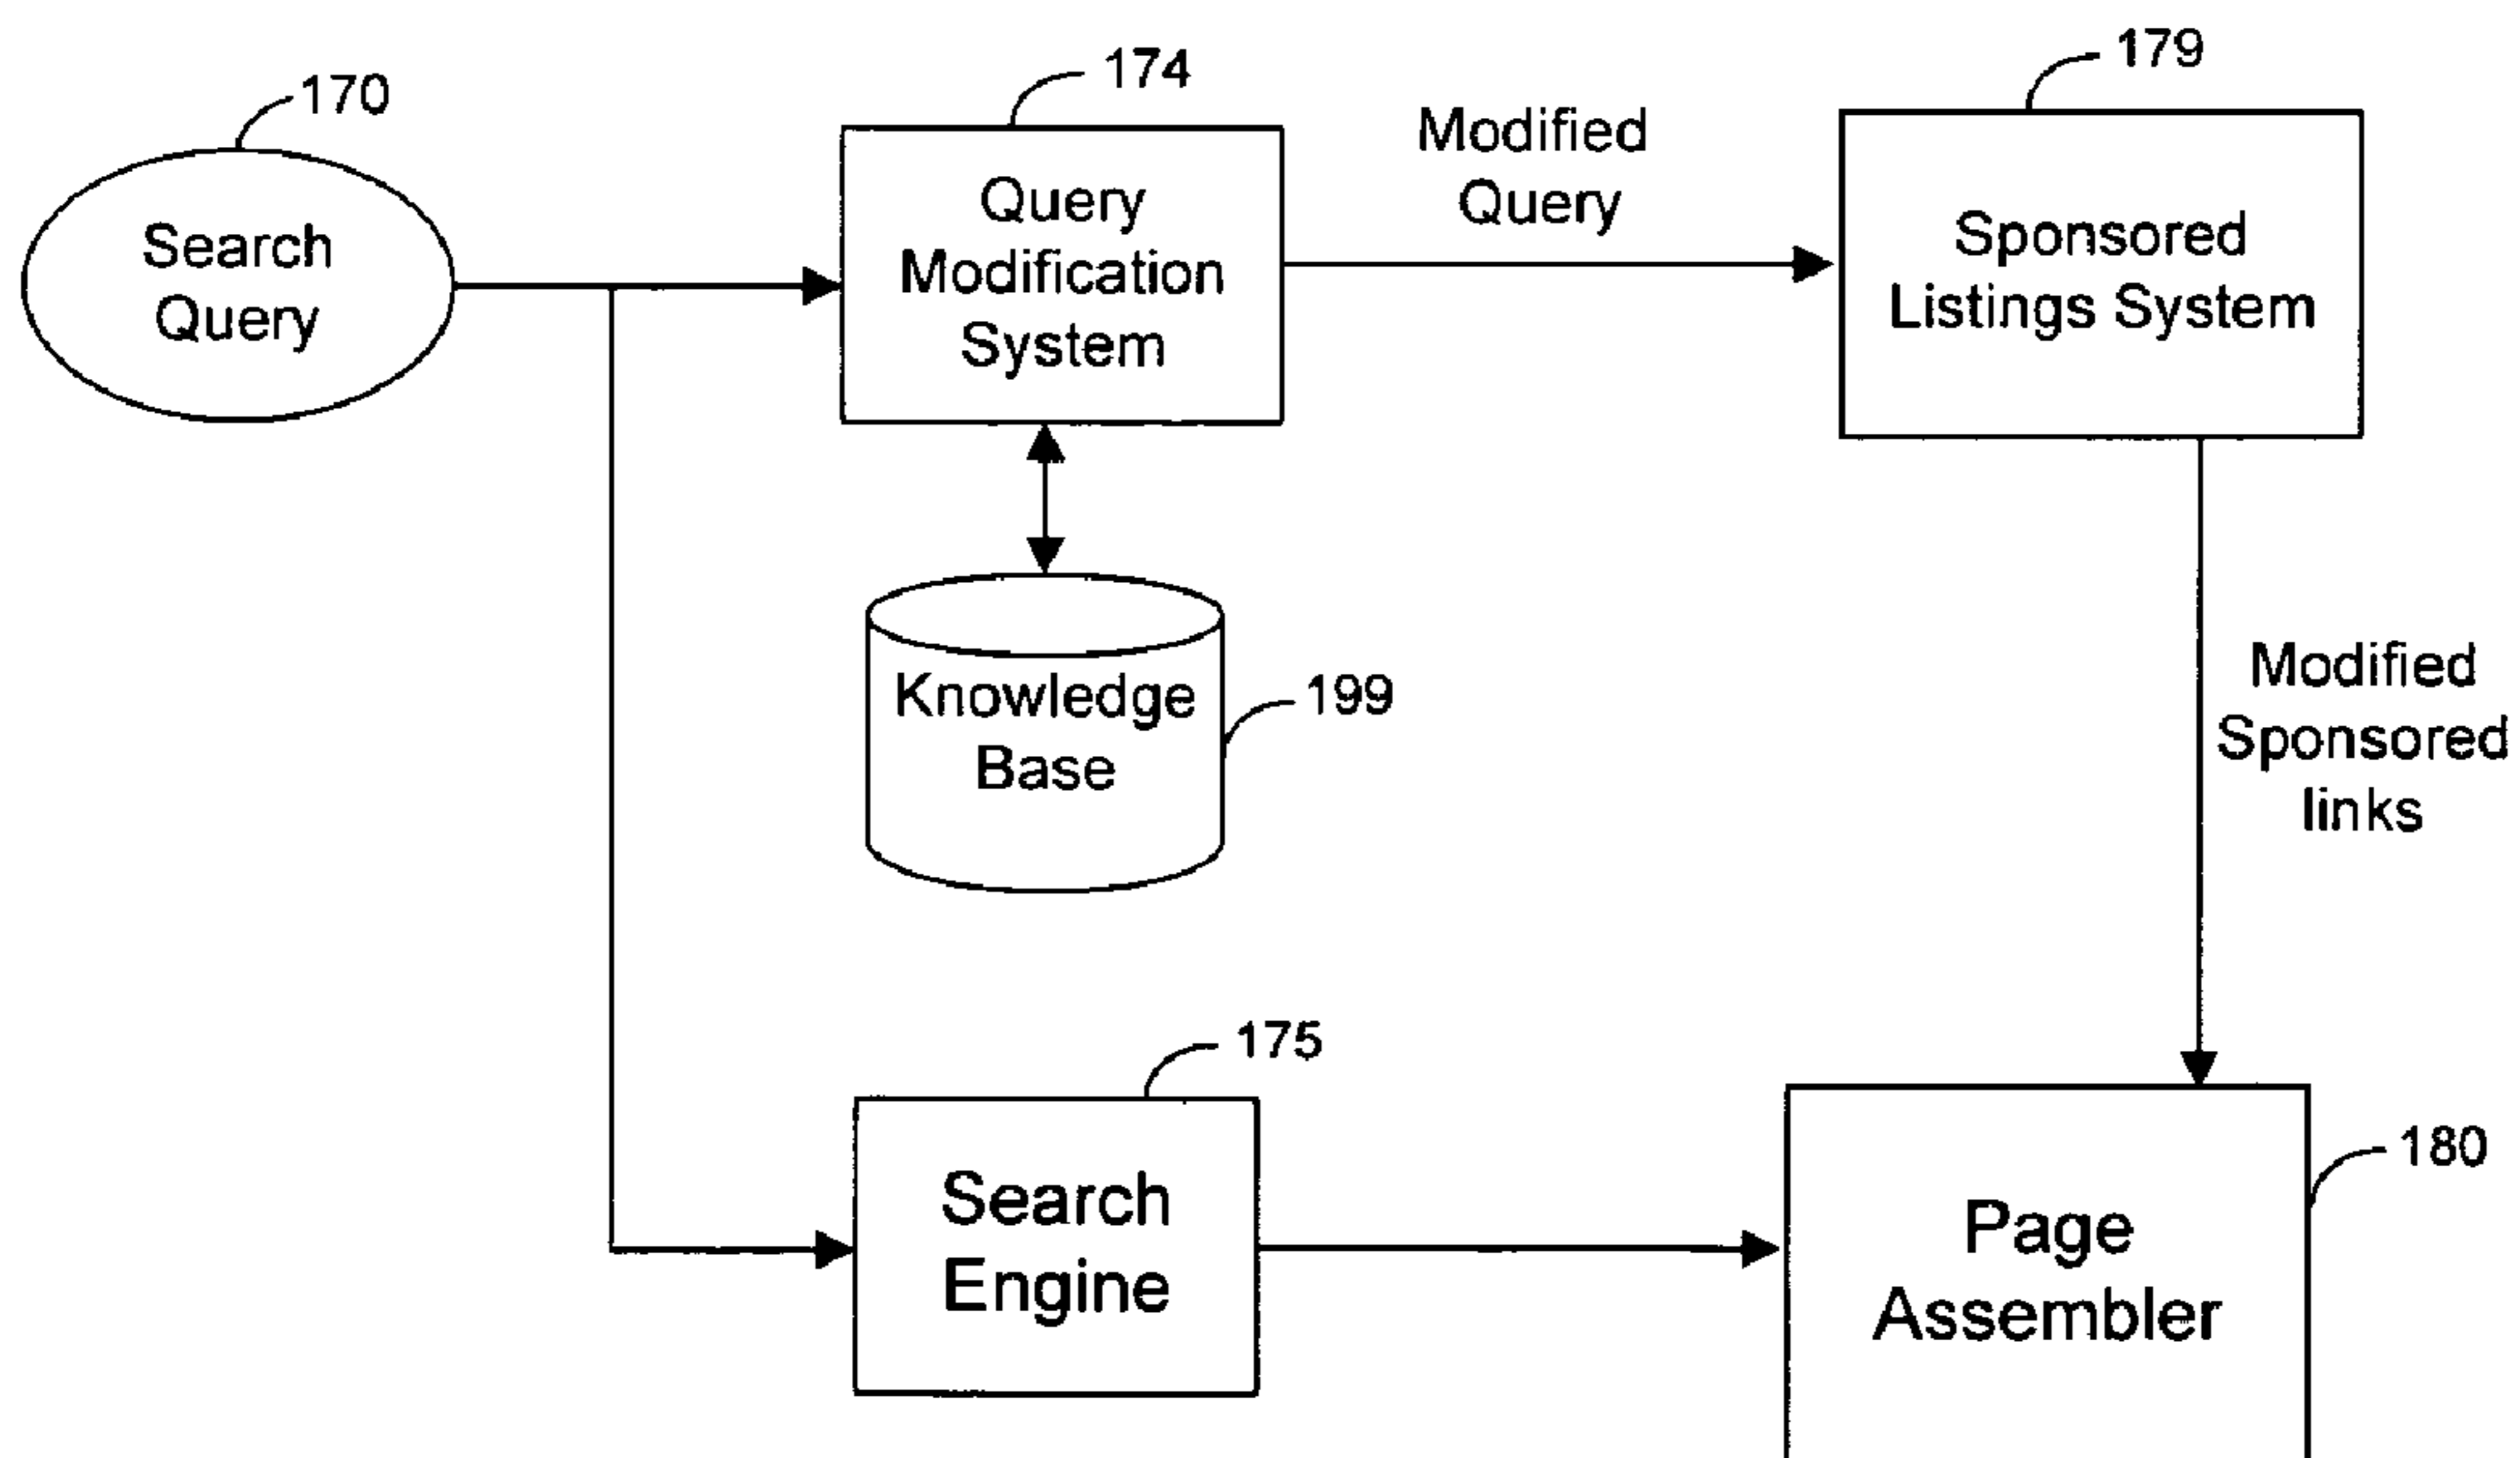 170
Search
Query
174
Query
Modification
System
Modified
Query
179
Sponsored
Listings System
Knowledge
Base
199
Modified
Sponsored
links
175
Search
Engine
180
Page
Assembler